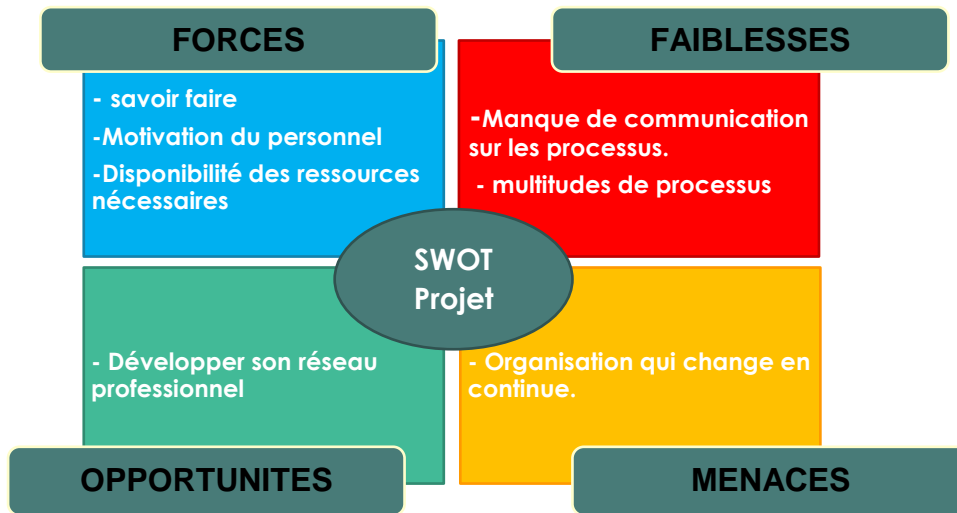 FORCES
- savoir faire
-Motivation du personnel
-Disponibilité des ressources
nécessaires
FAIBLESSES
-Manque de communication
sur les processus.
- multitudes de processus
SWOT
Projet
- Développer son réseau
professionnel
OPPORTUNITES
- Organisation qui change en
continue.
MENACES